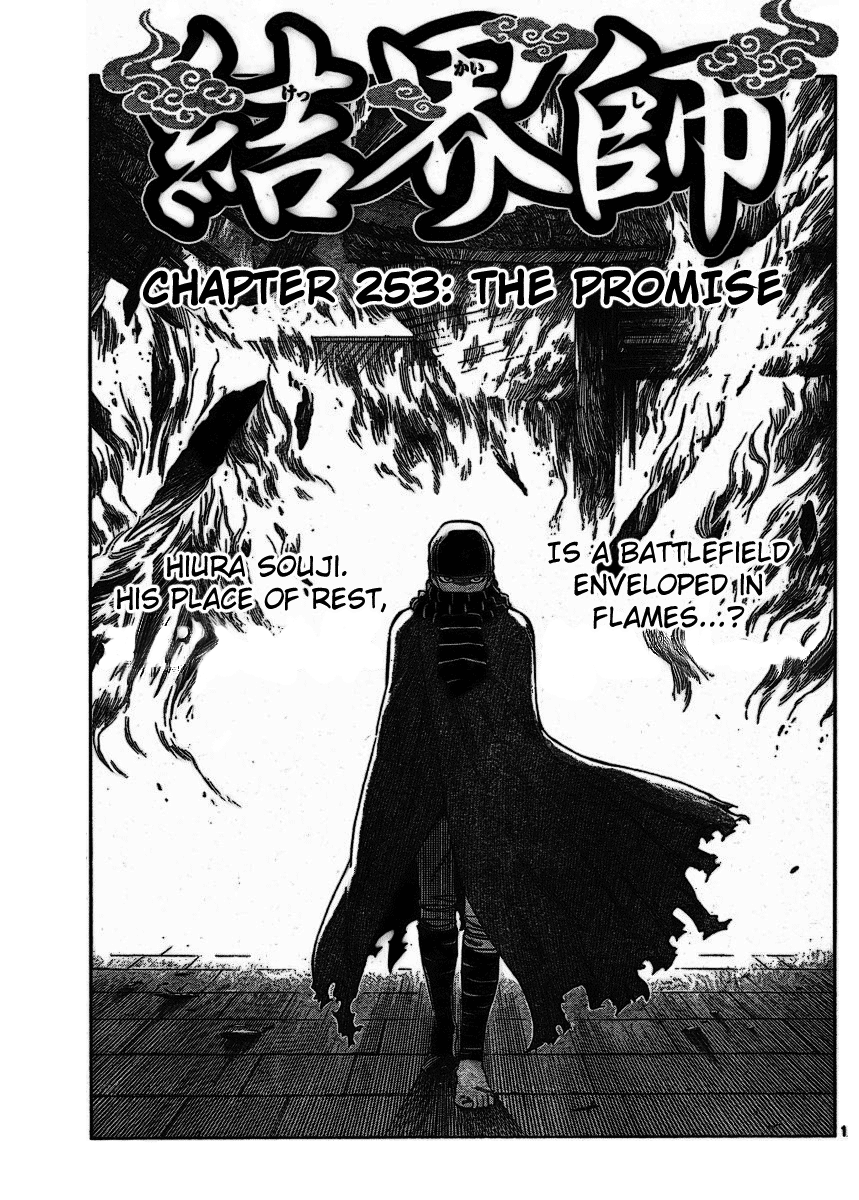 結界師
けっ かい し
CHAPTER 253: THE PROMISE
HIURA SOUJI.
HIS PLACE OF REST,
IS A BATTLEFIELD
ENVELOPED IN
FLAMES...?
1